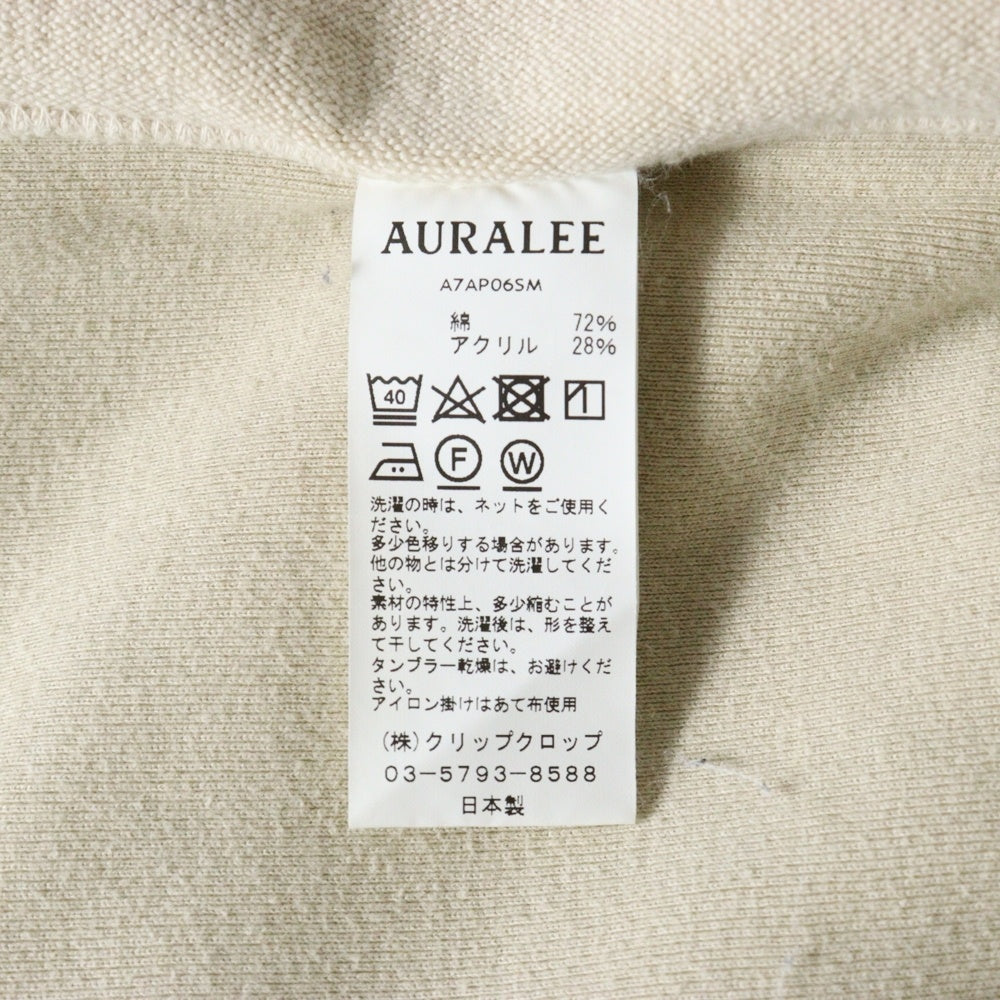 AURALEE
A7AP06SM
綿 72%
アクリル 28%
40
F W
洗濯の時は、ネットをご使用く
ださい。
多少色移りする場合があります。
他の物とは分けて洗濯してくだ
さい。
素材の特性上、多少縮むことが
あります。洗濯後は、形を整え
て干してください。
タンブラー乾燥は、お避けくだ
さい。
アイロン掛けはあて布使用
(株)クリップクロップ
03-5793-8588
日本製